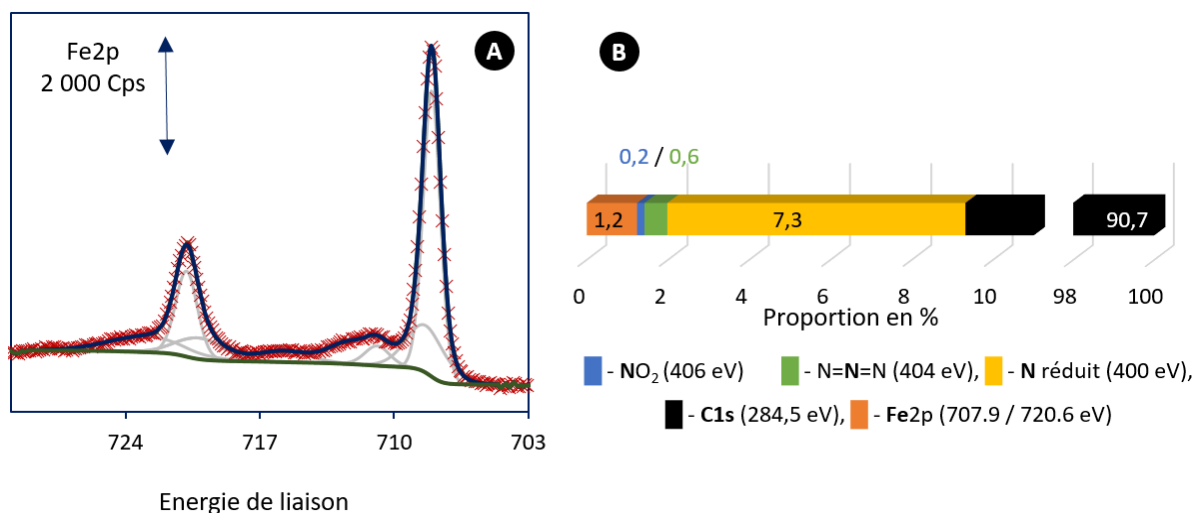 Fe2p
2 000 Cps
A
724
717
710
703
Energie de liaison
B
0,2 / 0,6
1,2
7,3
90,7
0
2
4
6
8
10
98
100
Proportion en %
- NO₂ (406 eV)
- N=N=N (404 eV),
- N réduit (400 eV),
- C1s (284,5 eV),
- Fe2p (707.9 / 720.6 eV)